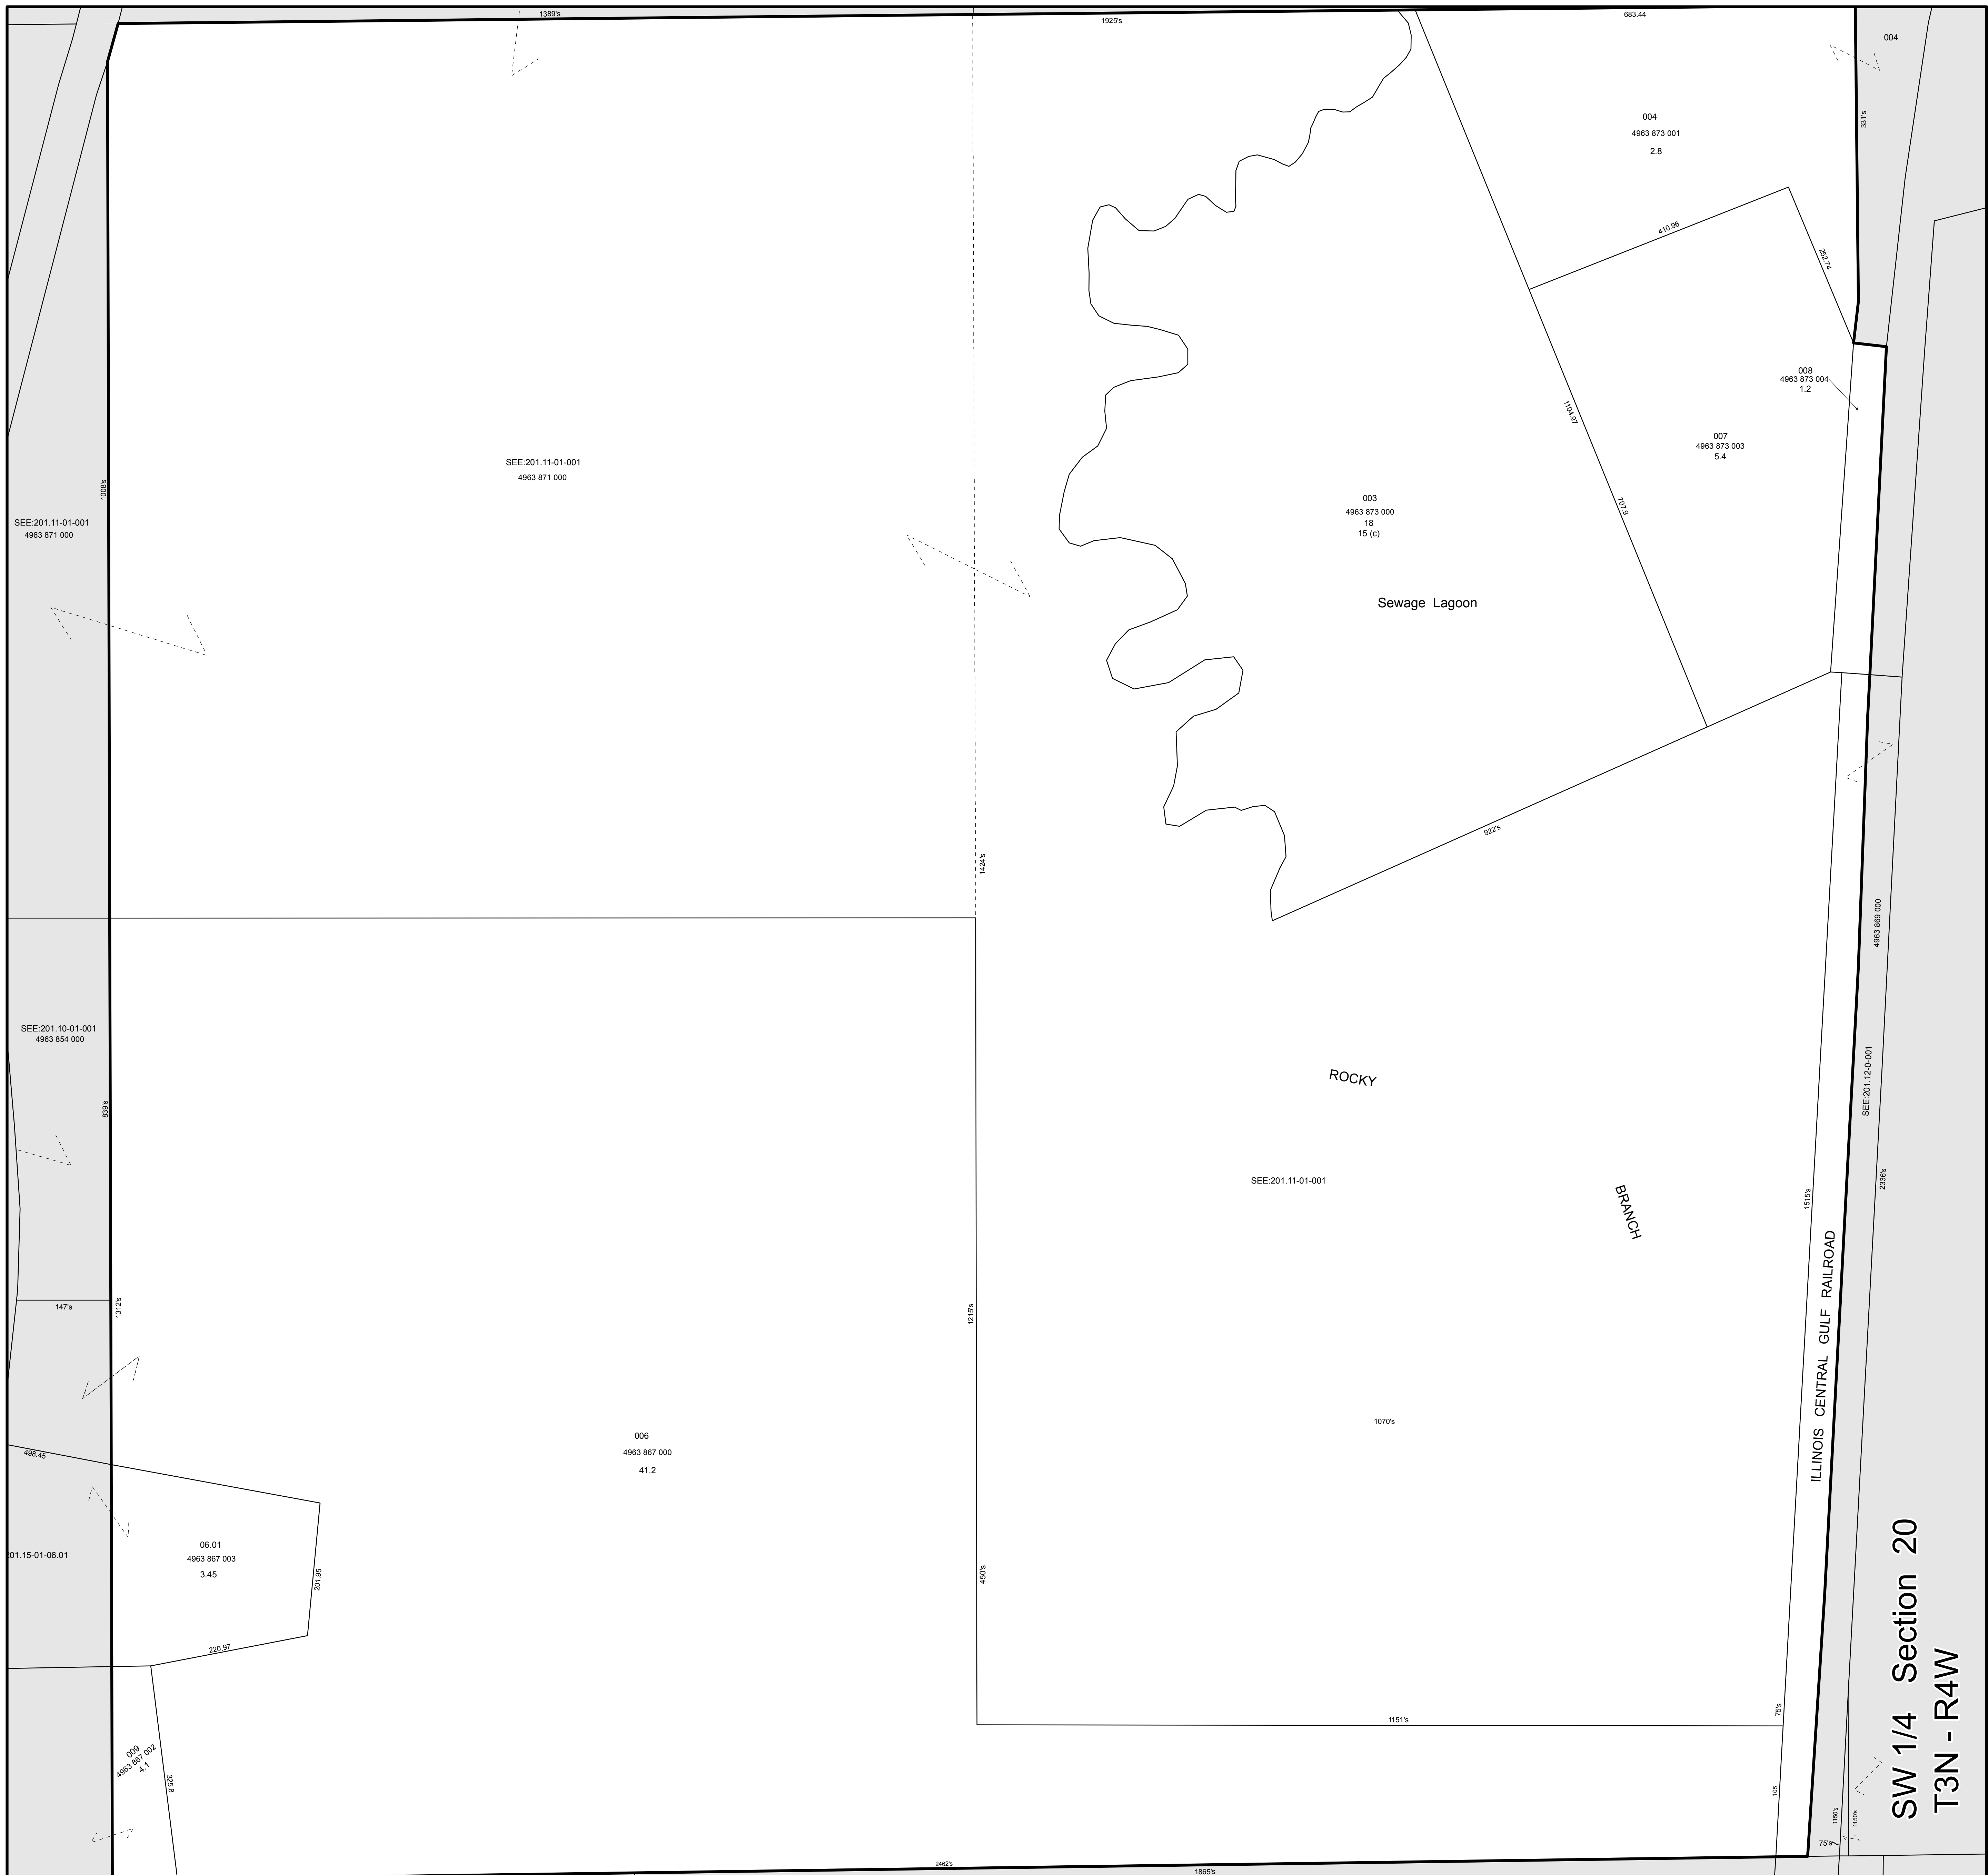 1389's
1925's
683.44
004
331's
004
4963 873 001
2.8
410.96
252.74
008
4963 873 004
1.2
1104.97
007
4963 873 003
5.4
SEE:201.11-01-001
4963 871 000
1008's
003
4963 873 000
18
15 (c)
707.9
SEE:201.11-01-001
4963 871 000
Sewage Lagoon
922's
1424's
4963 869 000
SEE:201.10-01-001
4963 854 000
839's
ROCKY
SEE:201.12-0-001
SEE:201.11-01-001
BRANCH
2336's
1515's
147's
1312's
1215's
ILLINOIS CENTRAL GULF RAILROAD
1070's
006
4963 867 000
41.2
498.45
06.01
4963 867 003
3.45
201.15-01-06.01
201.95
450's
220.97
SW 1/4 Section 20
T3N - R4W
75's
1151's
009
4963 867 002
4.1
325.8
105
1150's
1150's
75's
2462's
1865's